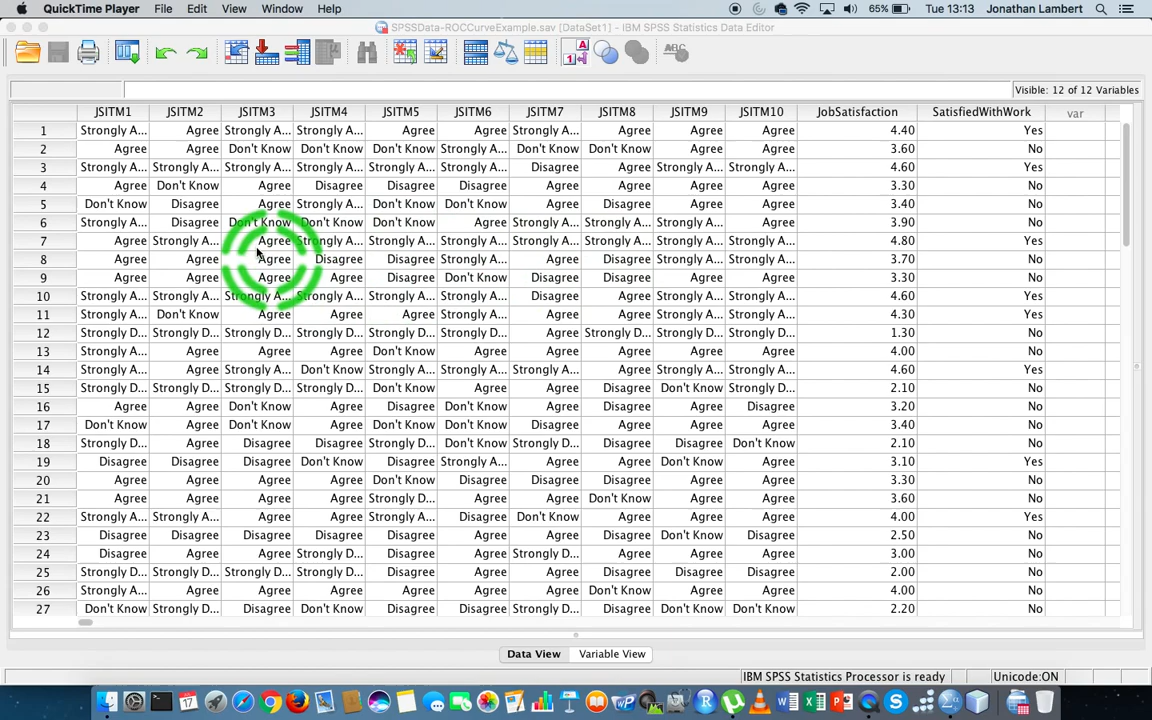 QuickTime Player File Edit View Window Help 65% Tue 13:13 Jonathan Lambert
SPSSData-ROCCurveExample.sav [DataSet1] - IBM SPSS Statistics Data Editor
Visible: 12 of 12 Variables
JSITM1 JSITM2 JSITM3 JSITM4 JSITM5 JSITM6 JSITM7 JSITM8 JSITM9 JSITM10 JobSatisfaction SatisfiedWithWork var
1 Strongly A... Agree Strongly A... Strongly A... Agree Agree Strongly A... Agree Agree Agree 4.40 Yes
2 Agree Agree Don't Know Don't Know Don't Know Strongly A... Don't Know Don't Know Agree Agree 3.60 No
3 Strongly A... Strongly A... Strongly A... Strongly A... Strongly A... Strongly A... Disagree Agree Strongly A... Strongly A... 4.60 Yes
4 Agree Don't Know Agree Disagree Disagree Disagree Agree Agree Agree Agree 3.30 No
5 Don't Know Disagree Agree Strongly A... Don't Know Don't Know Agree Disagree Agree Agree 3.40 No
6 Strongly A... Disagree Don't Know Don't Know Don't Know Agree Strongly A... Strongly A... Strongly A... Agree 3.90 No
7 Agree Strongly A... Agree Strongly A... Strongly A... Strongly A... Strongly A... Strongly A... Strongly A... Strongly A... 4.80 Yes
8 Agree Agree Agree Disagree Disagree Strongly A... Agree Agree Agree Agree 3.70 No
9 Agree Agree Agree Agree Disagree Don't Know Disagree Disagree Agree Agree 3.30 No
10 Strongly A... Strongly A... Strongly A... Strongly A... Strongly A... Strongly A... Disagree Agree Strongly A... Strongly A... 4.60 Yes
11 Strongly A... Don't Know Agree Agree Agree Strongly A... Strongly A... Agree Agree Strongly A... 4.30 Yes
12 Strongly D... Strongly D... Strongly D... Strongly D... Strongly D... Strongly D... Agree Strongly D... Strongly D... Strongly D... 1.30 No
13 Strongly A... Agree Agree Agree Don't Know Agree Agree Agree Agree Agree 4.00 No
14 Strongly A... Strongly A... Strongly A... Don't Know Strongly A... Strongly A... Agree Agree Strongly A... Strongly A... 4.60 Yes
15 Strongly D... Strongly D... Strongly D... Strongly D... Don't Know Agree Agree Disagree Don't Know Strongly D... 2.10 No
16 Agree Agree Don't Know Agree Disagree Don't Know Agree Disagree Agree Disagree 3.20 No
17 Don't Know Agree Don't Know Agree Agree Don't Know Disagree Agree Agree Agree 3.40 No
18 Strongly D... Agree Disagree Disagree Strongly D... Don't Know Strongly D... Disagree Disagree Don't Know 2.10 No
19 Disagree Disagree Disagree Don't Know Disagree Strongly A... Agree Agree Don't Know Agree 3.10 Yes
20 Agree Agree Agree Agree Don't Know Disagree Disagree Disagree Agree Agree 3.30 No
21 Agree Agree Agree Agree Strongly D... Agree Agree Don't Know Agree Agree 3.60 No
22 Strongly A... Strongly A... Agree Agree Strongly A... Disagree Don't Know Agree Agree Agree 4.00 Yes
23 Disagree Disagree Disagree Disagree Disagree Agree Disagree Disagree Don't Know Disagree 2.50 No
24 Disagree Agree Agree Strongly D... Disagree Agree Strongly D... Agree Agree Agree 3.00 No
25 Strongly D... Strongly D... Strongly D... Strongly D... Disagree Agree Disagree Agree Disagree Disagree 2.00 No
26 Strongly A... Agree Agree Agree Agree Agree Agree Don't Know Agree Agree 4.00 No
27 Don't Know Strongly D... Disagree Don't Know Disagree Disagree Strongly D... Disagree Don't Know Don't Know 2.20 No
Data View Variable View
IBM SPSS Statistics Processor is ready Unicode:ON